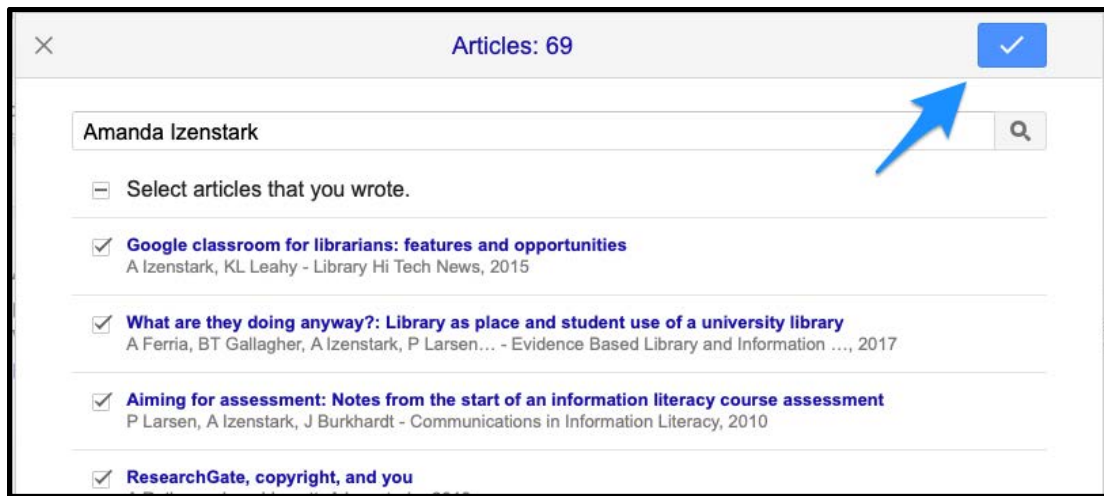 Articles: 69
Amanda Izenstark
Select articles that you wrote.
Google classroom for librarians: features and opportunities
A Izenstark, KL Leahy - Library Hi Tech News, 2015
What are they doing anyway?: Library as place and student use of a university library
A Ferria, BT Gallagher, A Izenstark, P Larsen... - Evidence Based Library and Information ..., 2017
Aiming for assessment: Notes from the start of an information literacy course assessment
P Larsen, A Izenstark, J Burkhardt - Communications in Information Literacy, 2010
ResearchGate, copyright, and you